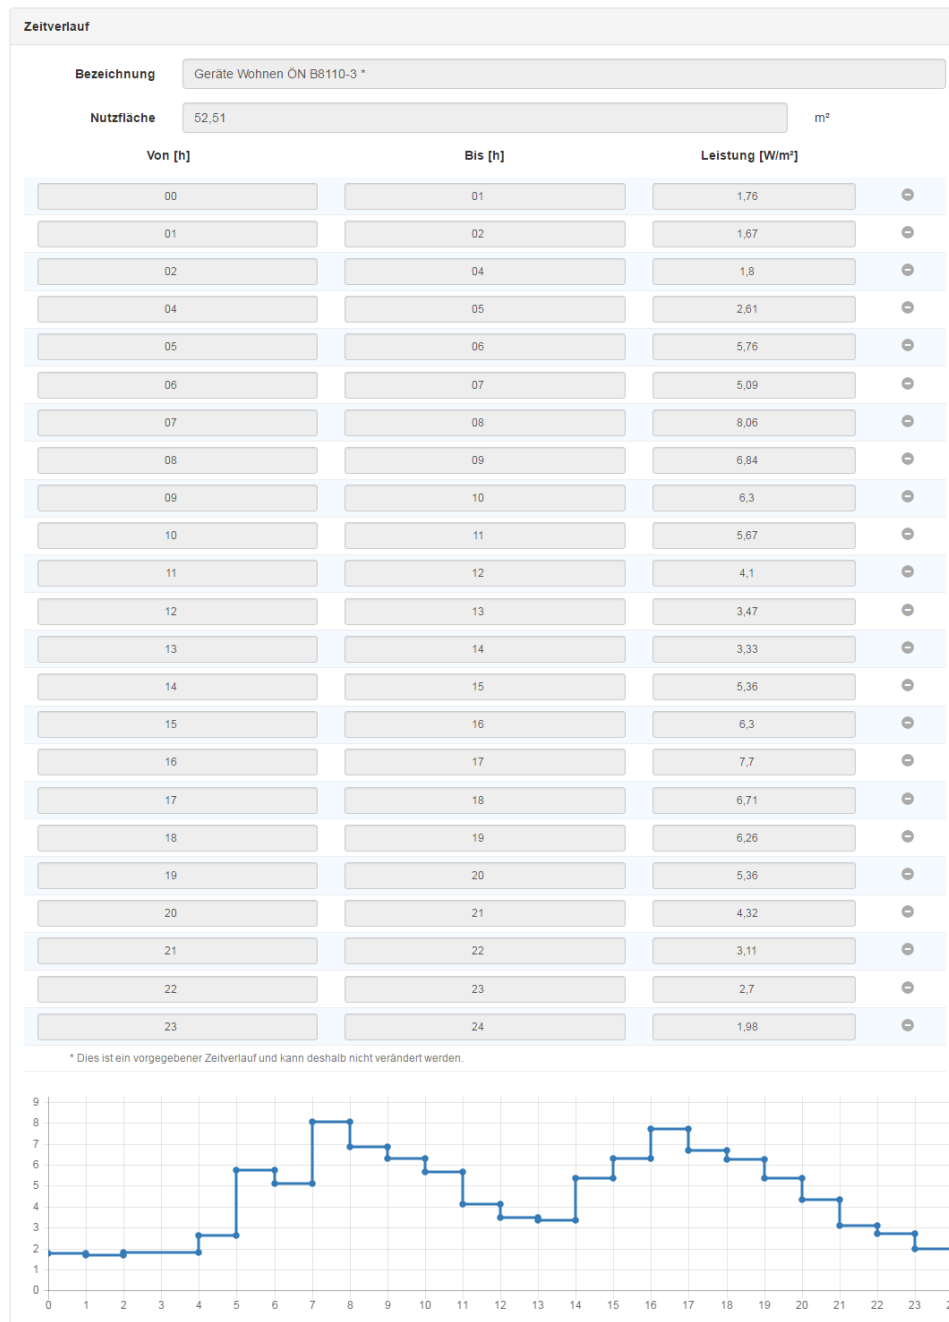 Zeitverlauf
Bezeichnung Geräte Wohnen ÖN B8110-3 *
Nutzfläche 52,51 m²
Von [h] Bis [h] Leistung [W/m²]
00 01 1,76
01 02 1,67
02 04 1,8
04 05 2,61
05 06 5,76
06 07 5,09
07 08 8,06
08 09 6,84
09 10 6,3
10 11 5,67
11 12 4,1
12 13 3,47
13 14 3,33
14 15 5,36
15 16 6,3
16 17 7,7
17 18 6,71
18 19 6,26
19 20 5,36
20 21 4,32
21 22 3,11
22 23 2,7
23 24 1,98
* Dies ist ein vorgegebener Zeitverlauf und kann deshalb nicht verändert werden.
9
8
7
6
5
4
3
2
1
0
0 1 2 3 4 5 6 7 8 9 10 11 12 13 14 15 16 17 18 19 20 21 22 23